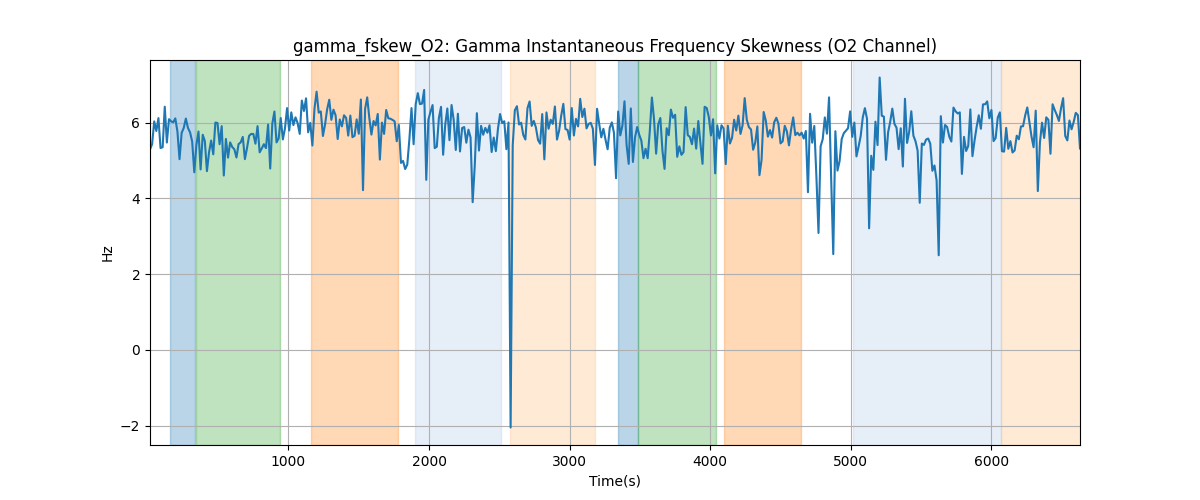 gamma_fskew_O2: Gamma Instantaneous Frequency Skewness (O2 Channel)
Hz
6
4
2
0
−2
1000 2000 3000 4000 5000 6000
Time(s)